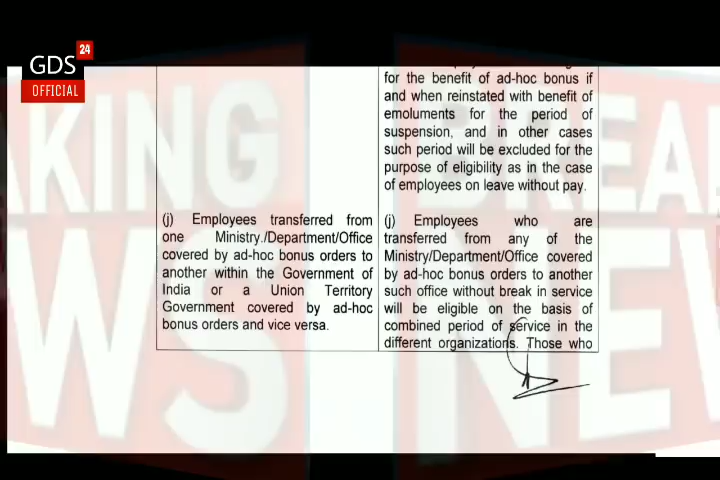 GDS
24
OFFICIAL
for the benefit of ad-hoc bonus if
and when reinstated with benefit of
emoluments for the period of
suspension, and in other cases
such period will be excluded for the
purpose of eligibility as in the case
of employees on leave without pay.
(j) Employees transferred from
one Ministry./Department/Office
covered by ad-hoc bonus orders to
another within the Government of
India or a Union Territory
Government covered by ad-hoc
bonus orders and vice versa.
(j) Employees who are
transferred from any of the
Ministry/Department/Office covered
by ad-hoc bonus orders to another
such office without break in service
will be eligible on the basis of
combined period of service in the
different organizations. Those who